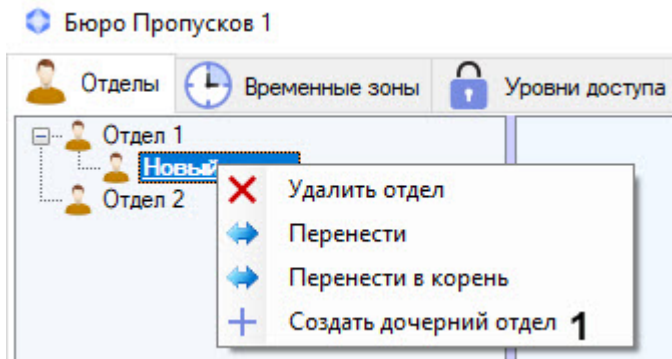 Бюро Пропусков 1
Отделы Временные зоны Уровни доступа
Отдел 1
Новый
Отдел 2
Удалить отдел
Перенести
Перенести в корень
Создать дочерний отдел 1